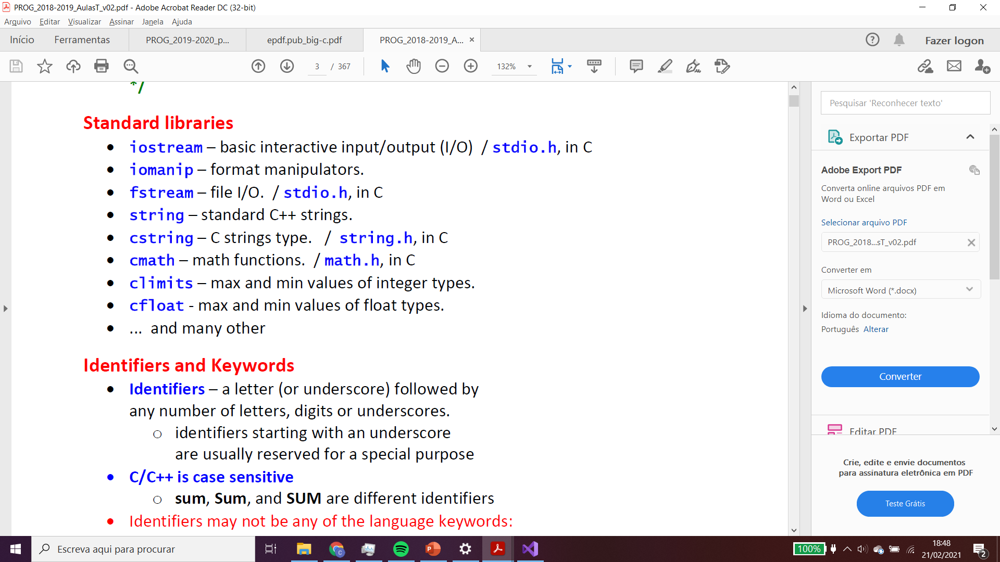 PROG_2018-2019_AulasT_v02.pdf - Adobe Acrobat Reader DC (32-bit)
Arquivo Editar Visualizar Assinar Janela Ajuda
Início Ferramentas PROG_2019-2020_p... epdf.pub_big-c.pdf PROG_2018-2019_A... Fazer logon
3 / 367 132%
*/
Standard libraries
• iostream – basic interactive input/output (I/O) / stdio.h, in C
• iomanip – format manipulators.
• fstream – file I/O. / stdio.h, in C
• string – standard C++ strings.
• cstring – C strings type. / string.h, in C
• cmath – math functions. / math.h, in C
• climits – max and min values of integer types.
• cfloat - max and min values of float types.
• ... and many other
Identifiers and Keywords
• Identifiers – a letter (or underscore) followed by
any number of letters, digits or underscores.
o identifiers starting with an underscore
are usually reserved for a special purpose
• C/C++ is case sensitive
o sum, Sum, and SUM are different identifiers
• Identifiers may not be any of the language keywords:
Pesquisar 'Reconhecer texto'
Exportar PDF
Adobe Export PDF
Converta online arquivos PDF em
Word ou Excel
Selecionar arquivo PDF
PROG_2018...sT_v02.pdf
Converter em
Microsoft Word (*.docx)
Idioma do documento:
Português Alterar
Converter
Editar PDF
Crie, edite e envie documentos
para assinatura eletrônica em PDF
Teste Grátis
Escreva aqui para procurar
100%
18:48
21/02/2021
2